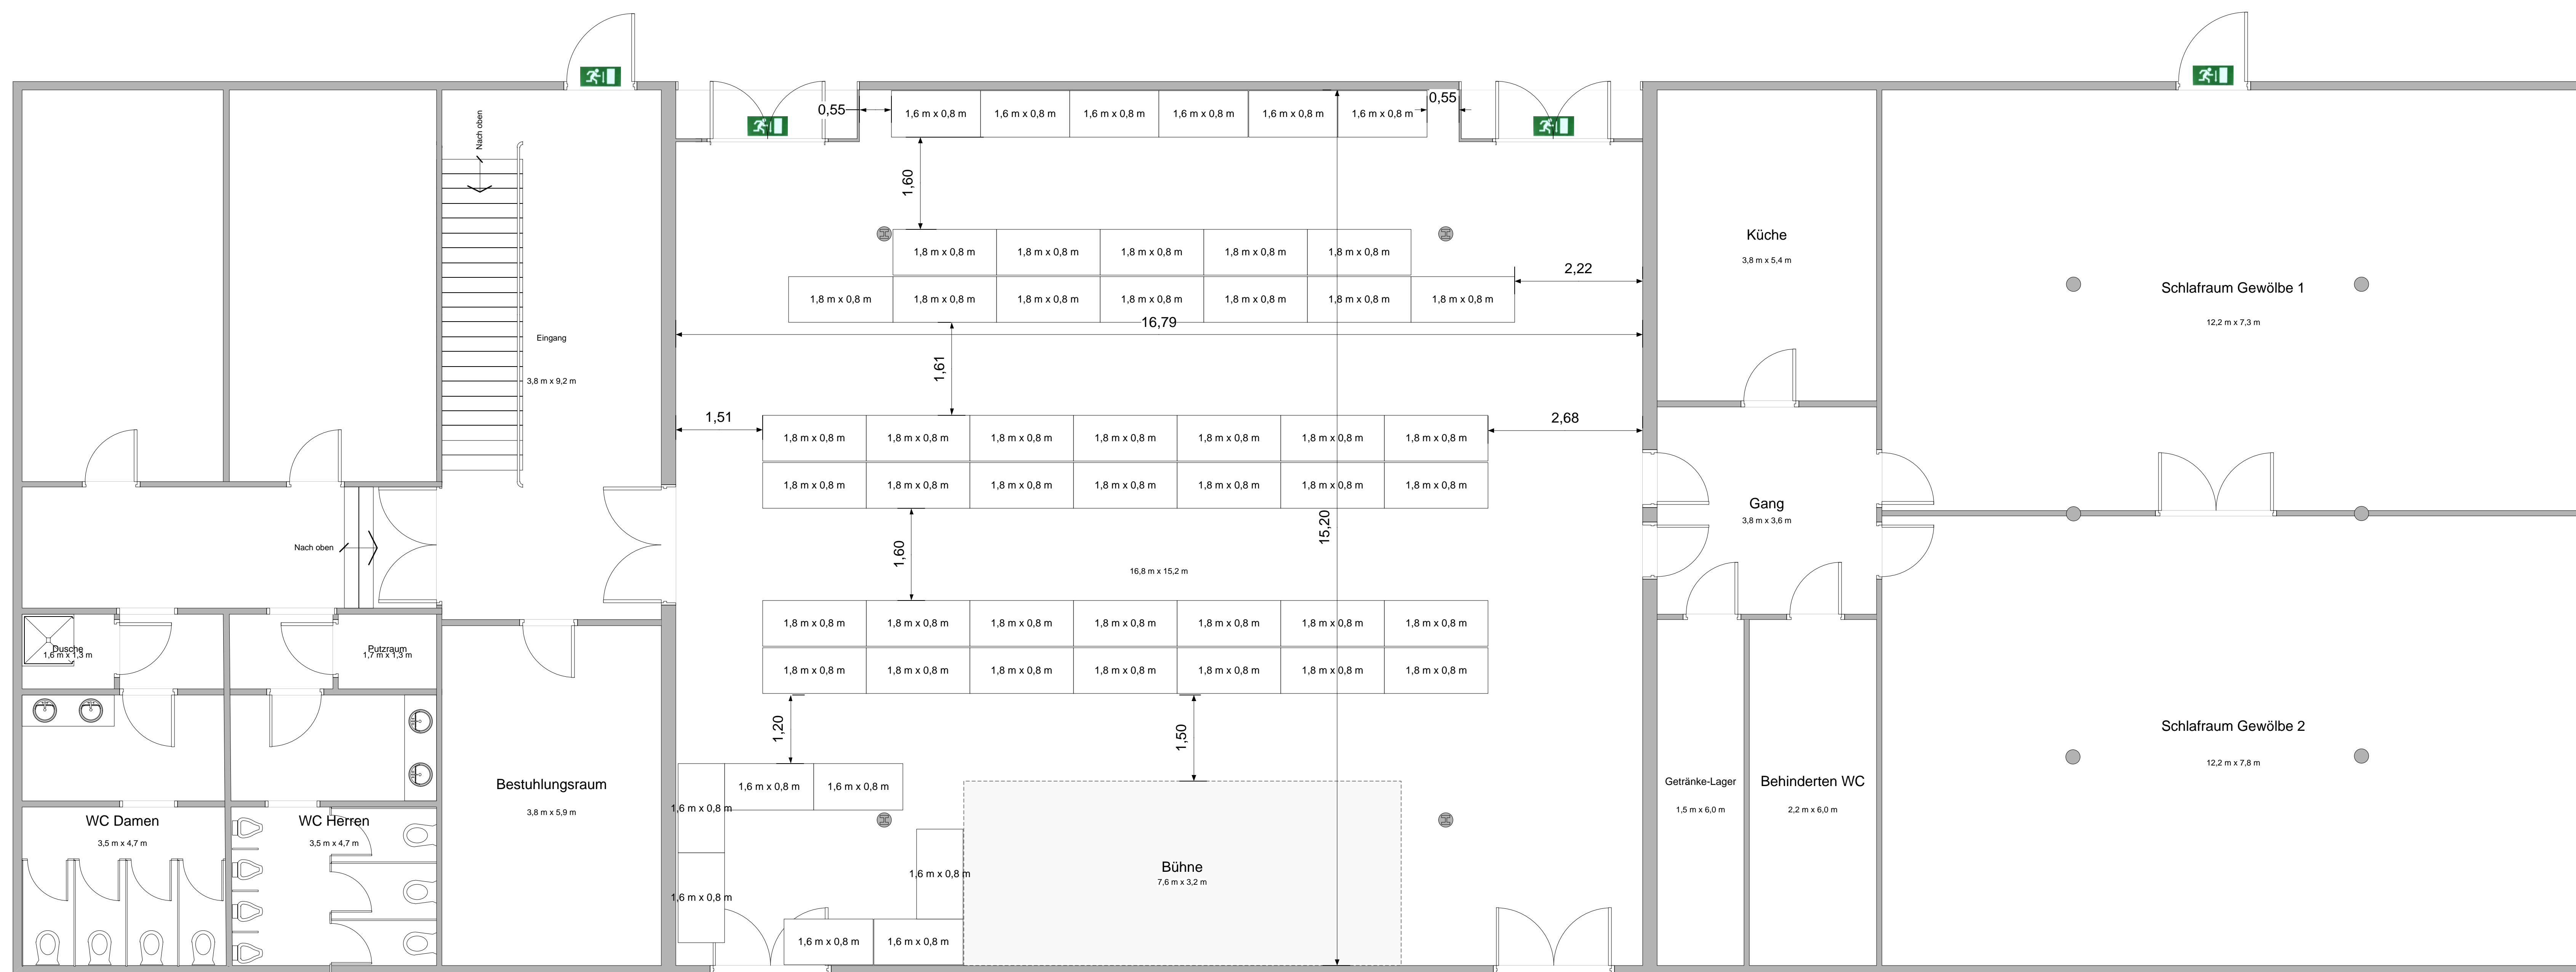 0,55
1,6 m x 0,8 m
1,6 m x 0,8 m
1,6 m x 0,8 m
1,6 m x 0,8 m
1,6 m x 0,8 m
1,6 m x 0,8 m
0,55
Nach oben
1,60
1,8 m x 0,8 m
1,8 m x 0,8 m
1,8 m x 0,8 m
1,8 m x 0,8 m
1,8 m x 0,8 m
Küche
3,8 m x 5,4 m
2,22
1,8 m x 0,8 m
1,8 m x 0,8 m
1,8 m x 0,8 m
1,8 m x 0,8 m
1,8 m x 0,8 m
1,8 m x 0,8 m
1,8 m x 0,8 m
Schlafraum Gewölbe 1
12,2 m x 7,3 m
16,79
Eingang
3,8 m x 9,2 m
1,61
1,51
2,68
1,8 m x 0,8 m
1,8 m x 0,8 m
1,8 m x 0,8 m
1,8 m x 0,8 m
1,8 m x 0,8 m
1,8 m x 0,8 m
1,8 m x 0,8 m
1,8 m x 0,8 m
1,8 m x 0,8 m
1,8 m x 0,8 m
1,8 m x 0,8 m
1,8 m x 0,8 m
1,8 m x 0,8 m
1,8 m x 0,8 m
Gang
3,8 m x 3,6 m
15,20
Nach oben
1,60
16,8 m x 15,2 m
1,8 m x 0,8 m
1,8 m x 0,8 m
1,8 m x 0,8 m
1,8 m x 0,8 m
1,8 m x 0,8 m
1,8 m x 0,8 m
1,8 m x 0,8 m
Dusche
1,6 m x 1,3 m
Putzraum
1,7 m x 1,3 m
1,8 m x 0,8 m
1,8 m x 0,8 m
1,8 m x 0,8 m
1,8 m x 0,8 m
1,8 m x 0,8 m
1,8 m x 0,8 m
1,8 m x 0,8 m
1,20
1,50
Schlafraum Gewölbe 2
12,2 m x 7,8 m
Bestuhlungsraum
3,8 m x 5,9 m
1,6 m x 0,8 m
1,6 m x 0,8 m
1,6 m x 0,8 m
Getränke-Lager
1,5 m x 6,0 m
Behinderten WC
2,2 m x 6,0 m
WC Damen
3,5 m x 4,7 m
WC Herren
3,5 m x 4,7 m
1,6 m x 0,8 m
Bühne
7,6 m x 3,2 m
1,6 m x 0,8 m
1,6 m x 0,8 m
1,6 m x 0,8 m